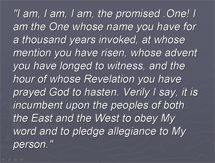 "I am, I am, I am, the promised .One! I
am the One whose name you have for
a thousand years invoked, at whose
mention you have risen, whose advent
you have longed to witness, and the
hour of whose Revelation you have
prayed God to hasten. Verily I say, it is
incumbent upon the peoples of both
the East and the West to obey My
word and to pledge allegiance to My
person."